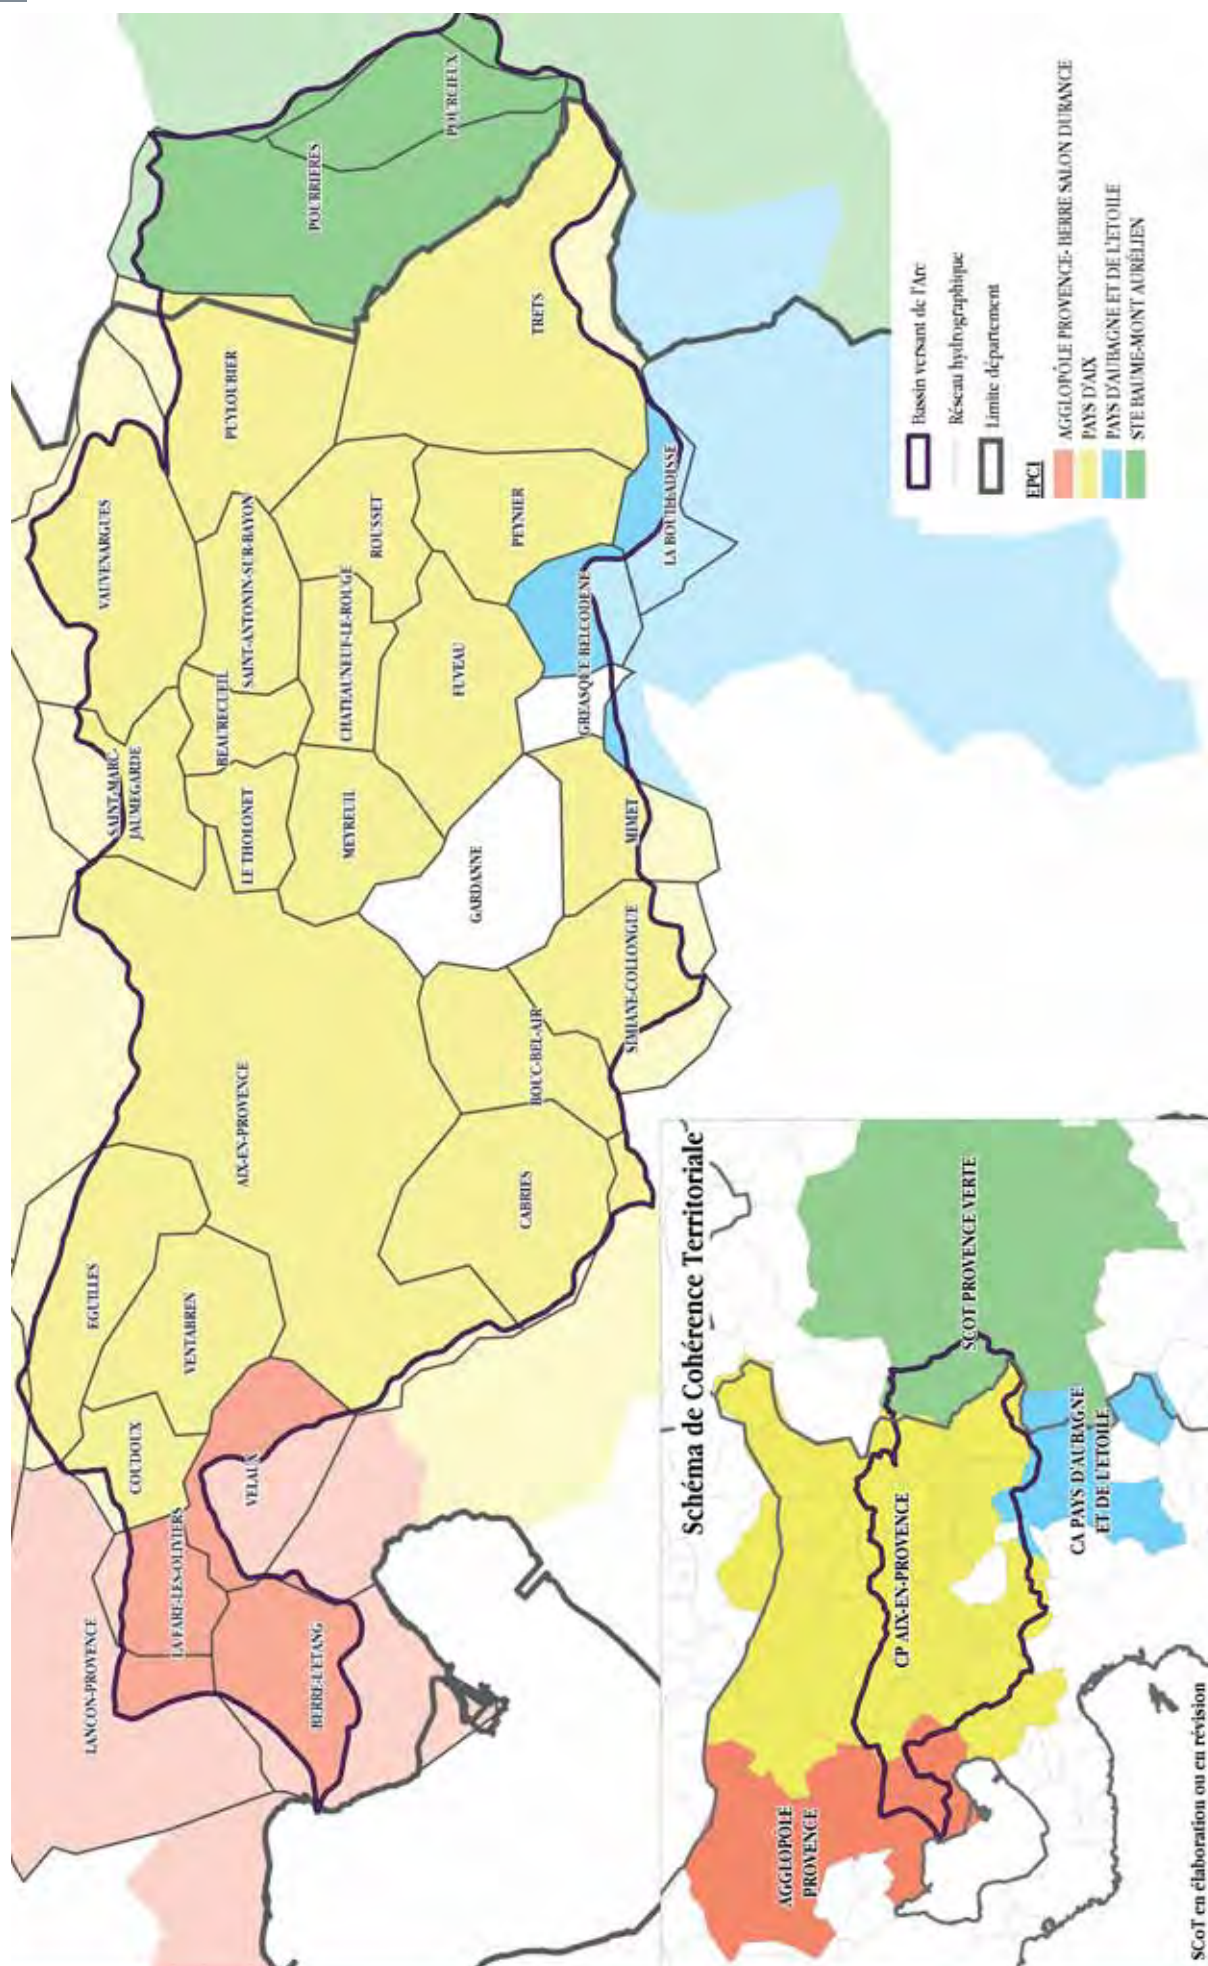 LANCON-PROVENCE
LA-FARE-LES-OLIVIERS
BERRE-L'ETANG
COUDOUX
VELAUX
EGUILLES
VENTABREN
AIX-EN-PROVENCE
CABRIES
BOUC-BEL-AIR
SIMIANE-COLLONGUE
GARDANNE
MIMET
SAINT-MARC-
JAUMEGARDE
LE THOLONET
MEYREUIL
BEAURECUEIL
VAUVENARGUES
SAINT-ANTONIN-SUR-BAYON
CHATEAUNEUF-LE-ROUGE
FUVEAU
GREASQUE
BELCODENE
ROUSSET
PEYNIER
LA BOUILLADISSE
PUYLOUBIER
TRETS
POURRIERES
POURCIEUX
Bassin versant de l'Arc
Réseau hydrographique
Limite département
EPCI
AGGLOPÔLE PROVENCE- BERRE SALON DURANCE
PAYS D'AIX
PAYS D'AUBAGNE ET DE L'ETOILE
STE BAUME-MONT AURÉLIEN
Schéma de Cohérence Territoriale
AGGLOPOLE
PROVENCE
CP AIX-EN-PROVENCE
SCOT PROVENCE VERTE
CA PAYS D'AUBAGNE
ET DE L'ETOILE
SCoT en élaboration ou en révision